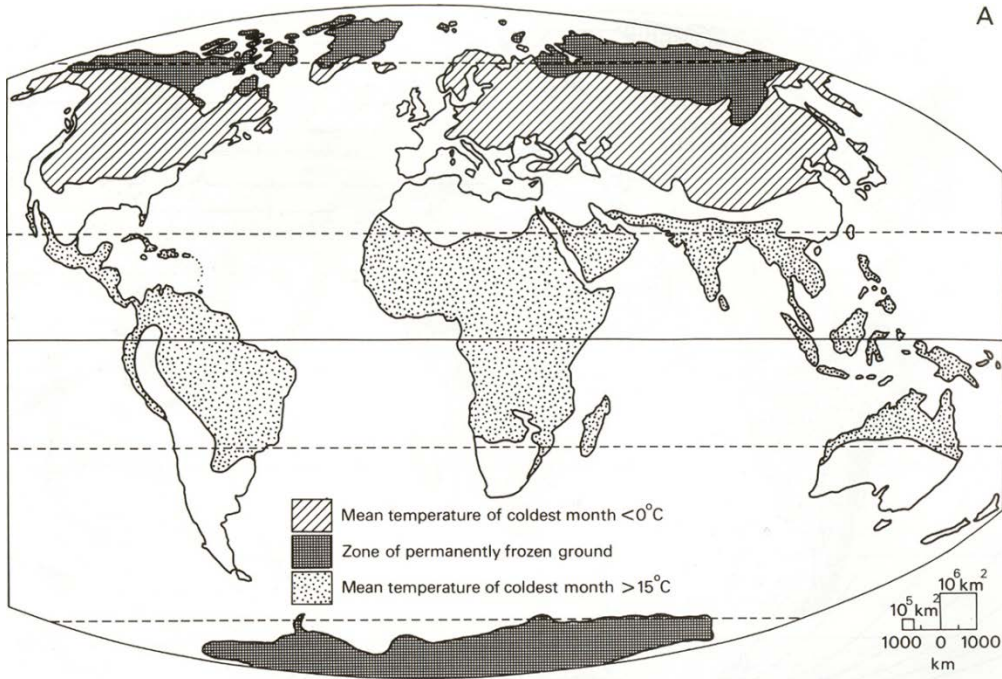 A
Mean temperature of coldest month <0°C
Zone of permanently frozen ground
Mean temperature of coldest month >15°C
10⁶km²
10⁵km²
1000 0 1000
km